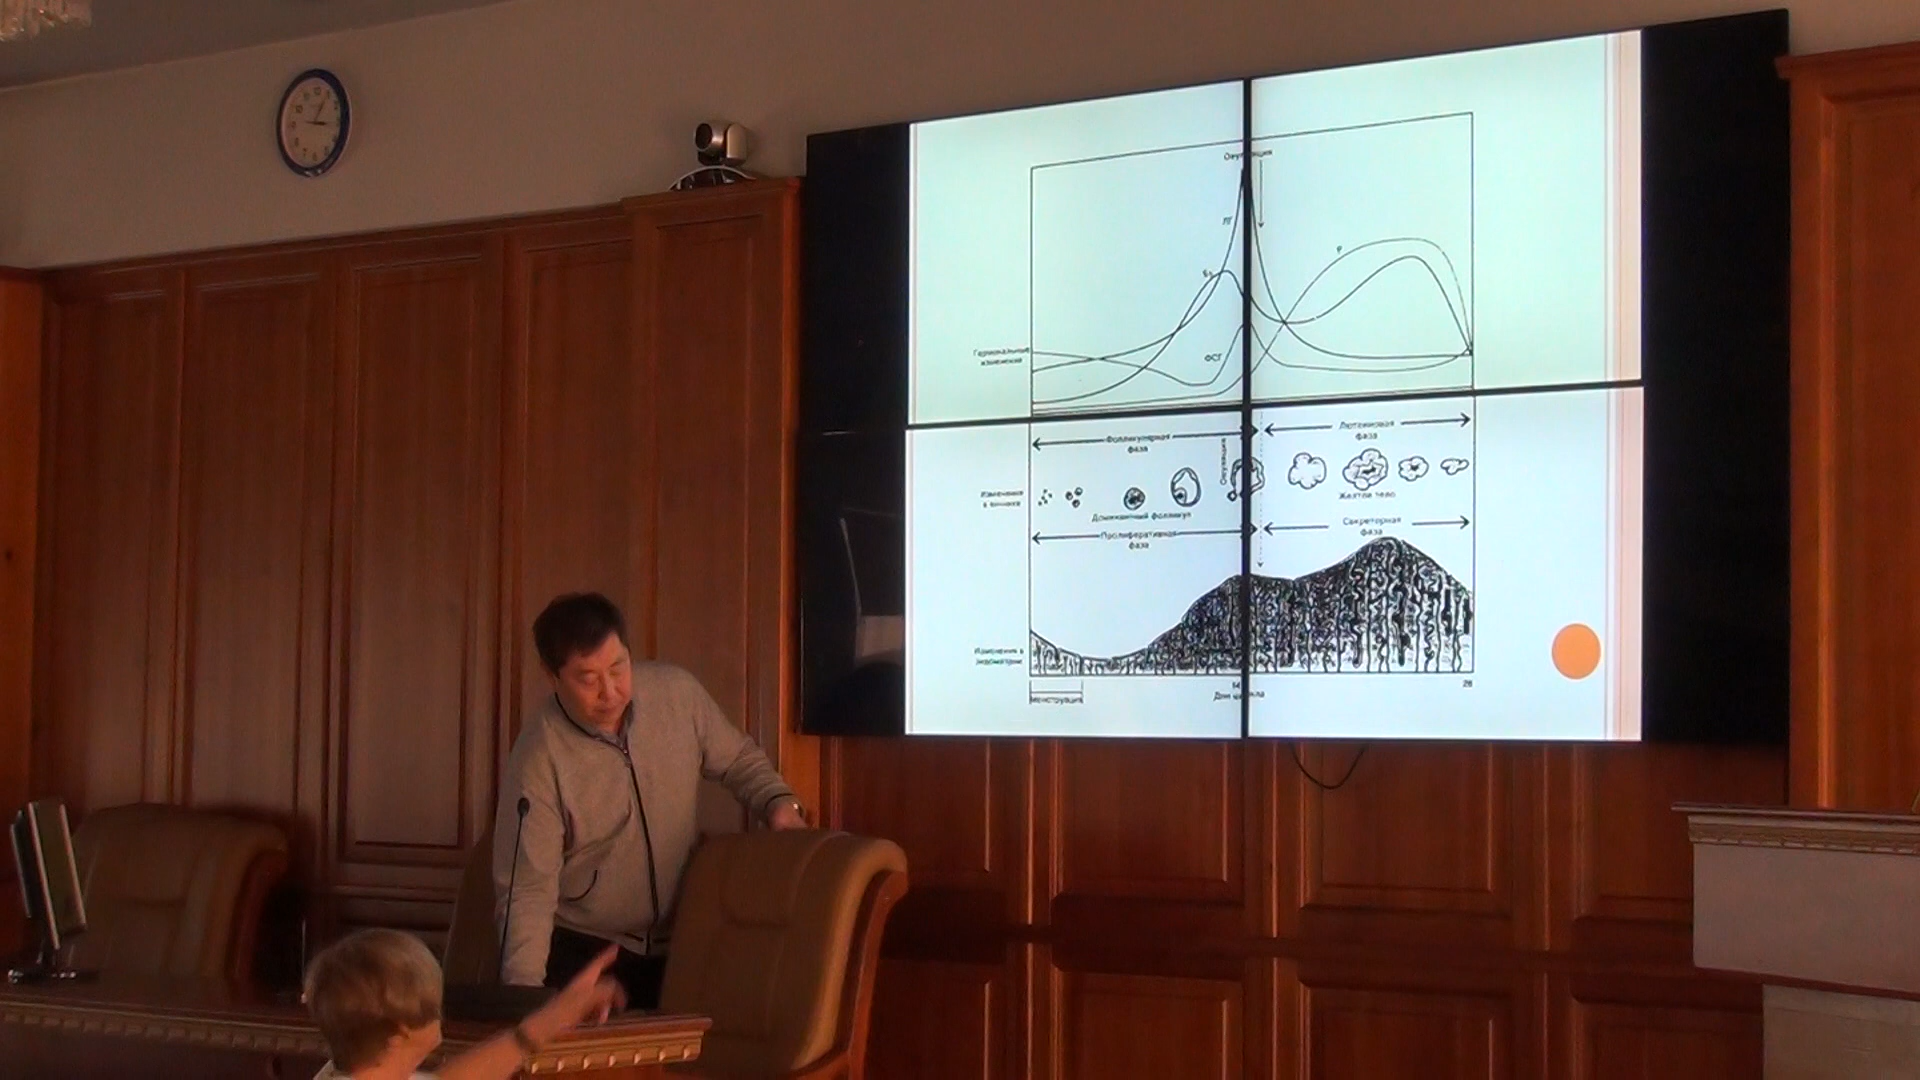 Овуляция
ЛГ
P
E₂
Гормональные
изменения
ФСГ
Фолликулярная
фаза
Лютеиновая
фаза
Овуляция
Изменения
в яичнике
Доминантный фолликул
Желтое тело
Пролиферативная
фаза
Секреторная
фаза
Изменения в
эндометрии
Менструация
14
28
Дни цикла